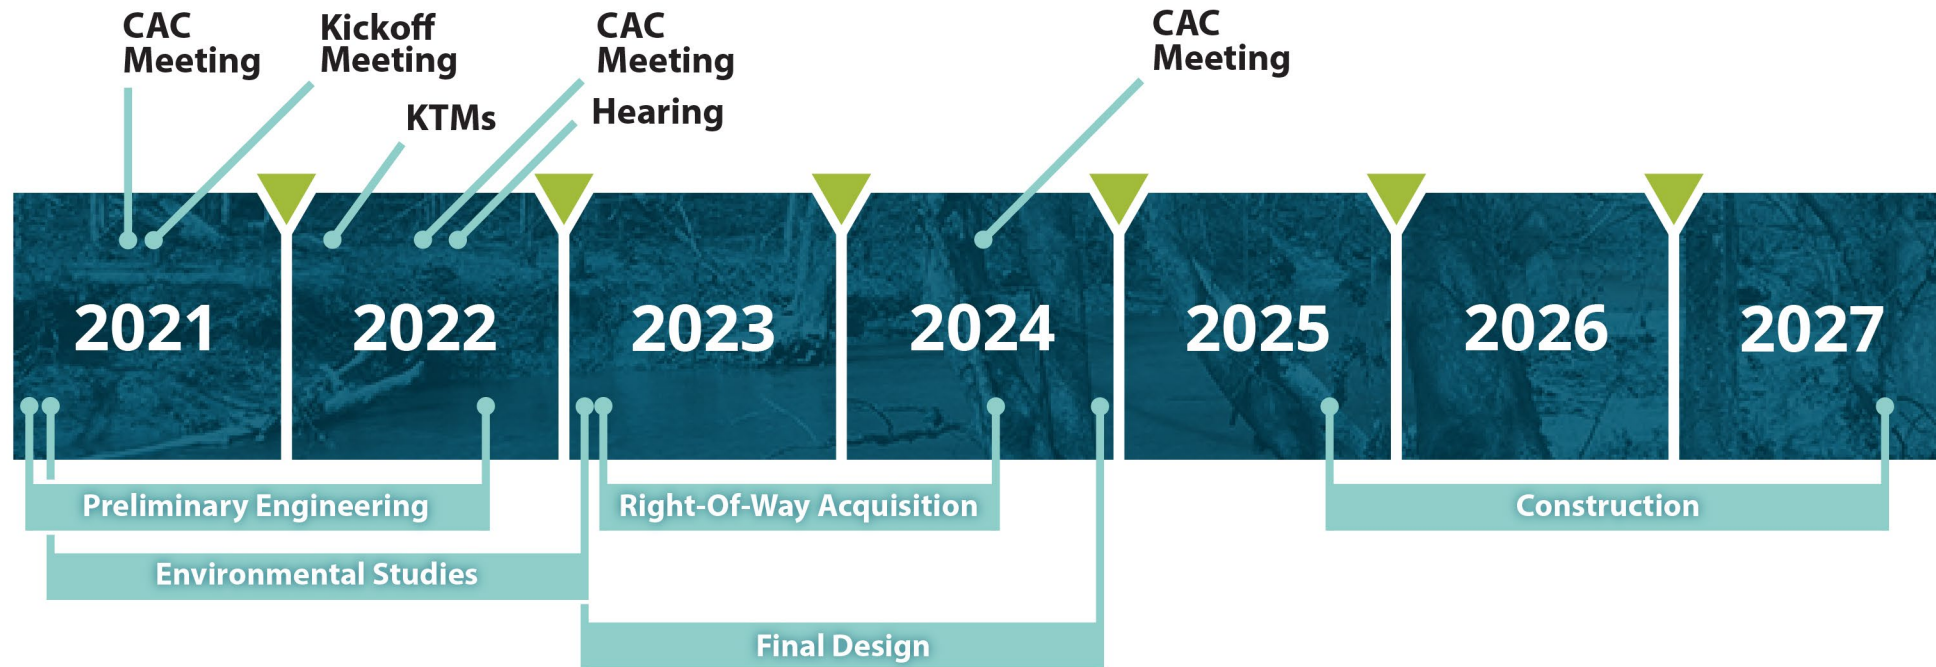 CAC
Meeting
Kickoff
Meeting
KTMs
CAC
Meeting
Hearing
CAC
Meeting
2021
2022
2023
2024
2025
2026
2027
Preliminary Engineering
Right-Of-Way Acquisition
Construction
Environmental Studies
Final Design